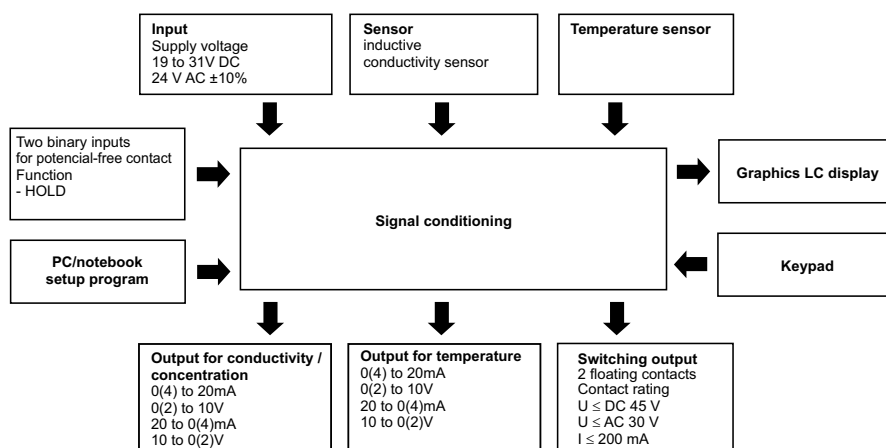 Input
Supply voltage
19 to 31V DC
24 V AC ±10%
Sensor
inductive
conductivity sensor
Temperature sensor
Two binary inputs
for potencial-free contact
Function
- HOLD
Signal conditioning
Graphics LC display
PC/notebook
setup program
Keypad
Output for conductivity /
concentration
0(4) to 20mA
0(2) to 10V
20 to 0(4)mA
10 to 0(2)V
Output for temperature
0(4) to 20mA
0(2) to 10V
20 to 0(4)mA
10 to 0(2)V
Switching output
2 floating contacts
Contact rating
U ≤ DC 45 V
U ≤ AC 30 V
I ≤ 200 mA